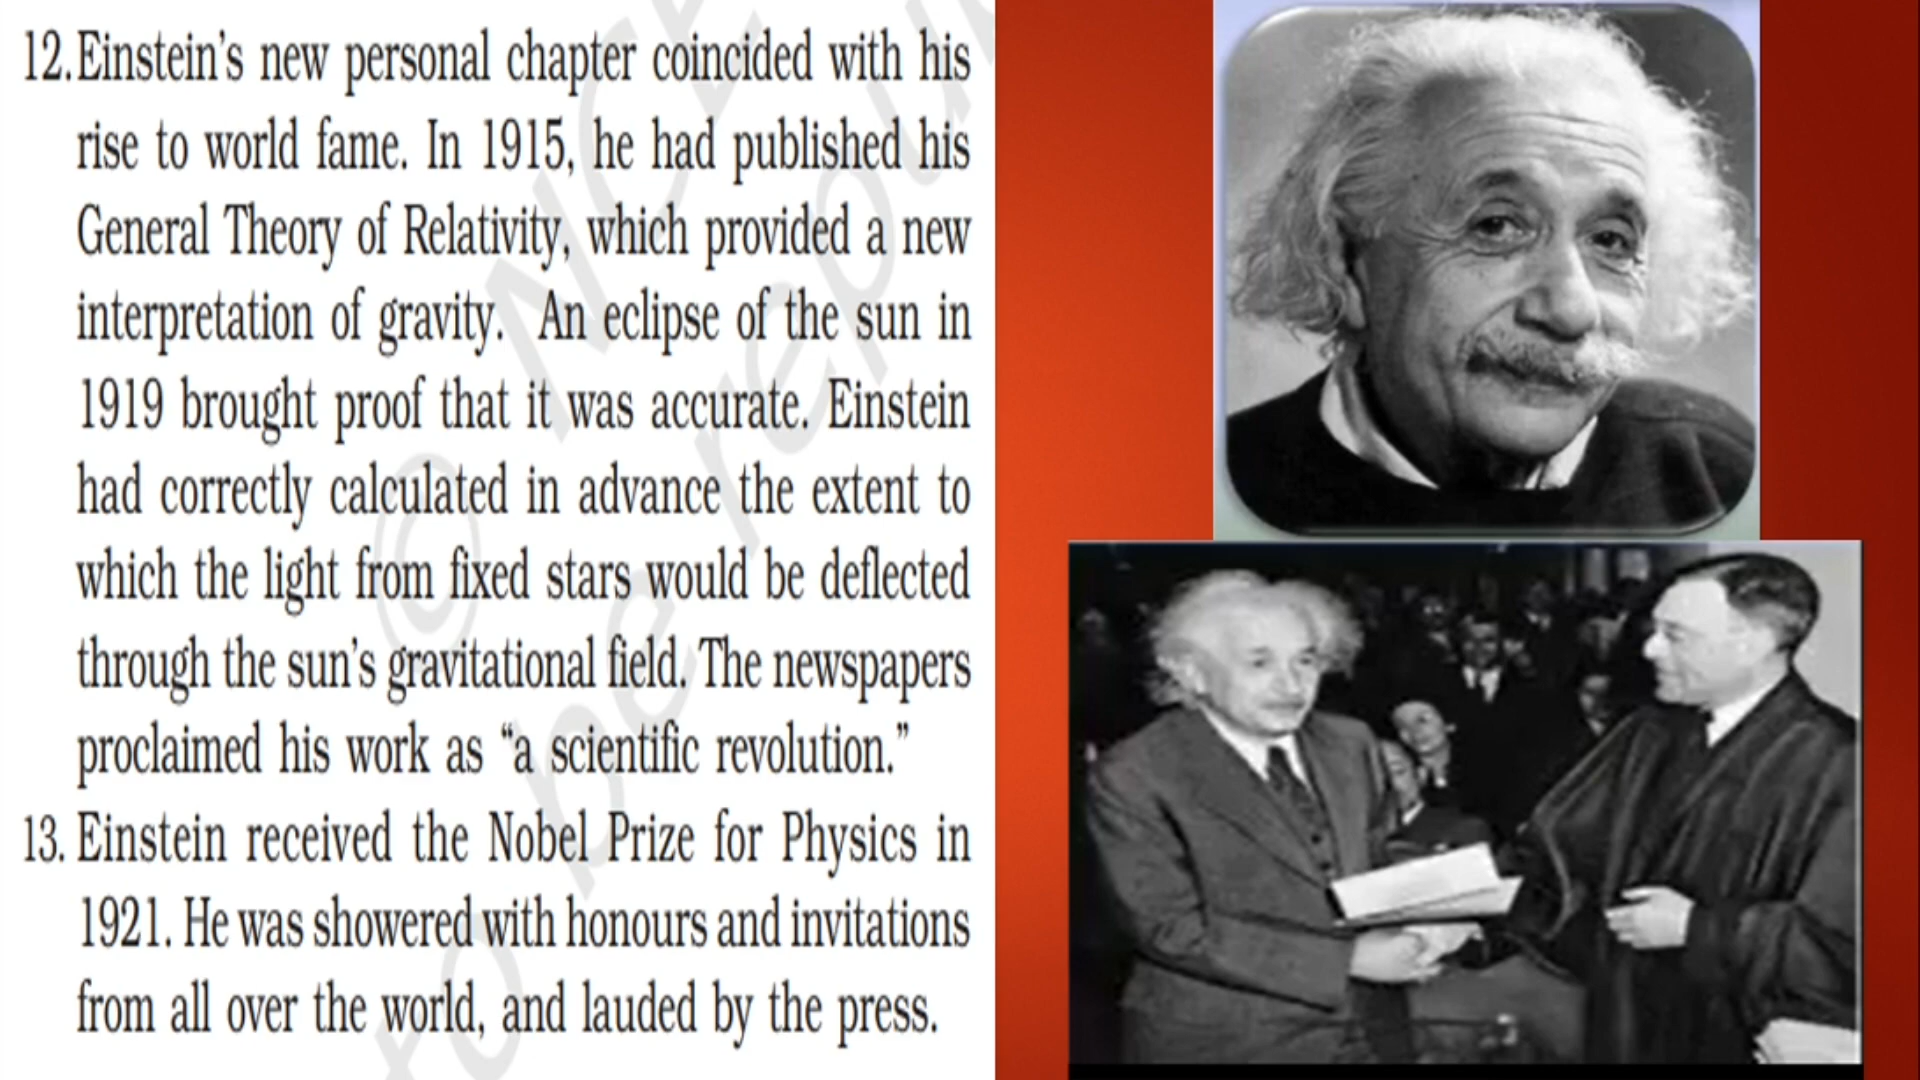 12.Einstein’s new personal chapter coincided with his
rise to world fame. In 1915, he had published his
General Theory of Relativity, which provided a new
interpretation of gravity. An eclipse of the sun in
1919 brought proof that it was accurate. Einstein
had correctly calculated in advance the extent to
which the light from fixed stars would be deflected
through the sun’s gravitational field. The newspapers
proclaimed his work as “a scientific revolution.”
13. Einstein received the Nobel Prize for Physics in
1921. He was showered with honours and invitations
from all over the world, and lauded by the press.
©
to be